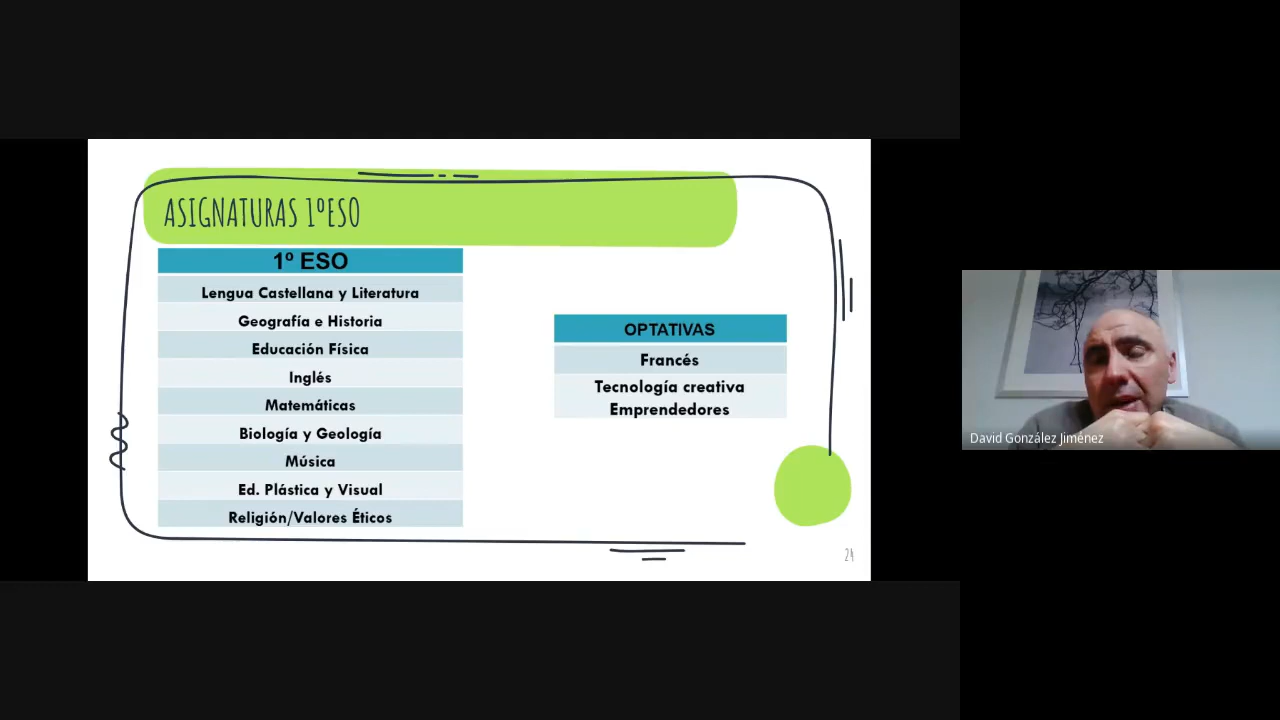 ASIGNATURAS 1ºESO
1º ESO
Lengua Castellana y Literatura
Geografía e Historia
Educación Física
Inglés
Matemáticas
Biología y Geología
Música
Ed. Plástica y Visual
Religión/Valores Éticos
OPTATIVAS
Francés
Tecnología creativa
Emprendedores
24
David González Jiménez